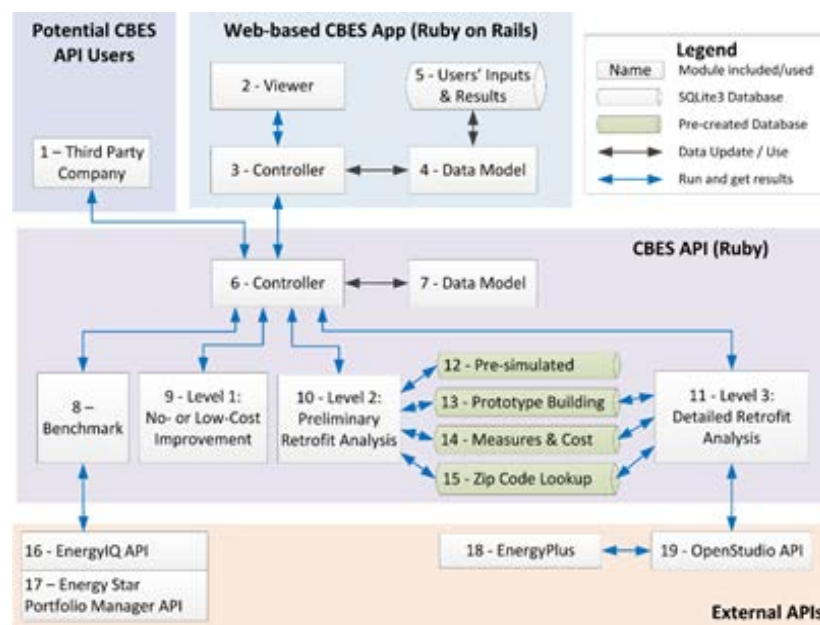 Potential CBES
API Users
1 – Third Party
Company
Web-based CBES App (Ruby on Rails)
2 - Viewer
5 - Users' Inputs
& Results
3 - Controller
4 - Data Model
Legend
Name
Module included/used
SQLite3 Database
Pre-created Database
Data Update / Use
Run and get results
CBES API (Ruby)
6 - Controller
7 - Data Model
8 –
Benchmark
9 - Level 1:
No- or Low-Cost
Improvement
10 - Level 2:
Preliminary
Retrofit Analysis
12 - Pre-simulated
13 - Prototype Building
14 - Measures & Cost
15 - Zip Code Lookup
11 - Level 3:
Detailed Retrofit
Analysis
16 - EnergyIQ API
17 – Energy Star
Portfolio Manager API
18 - EnergyPlus
19 - OpenStudio API
External APIs